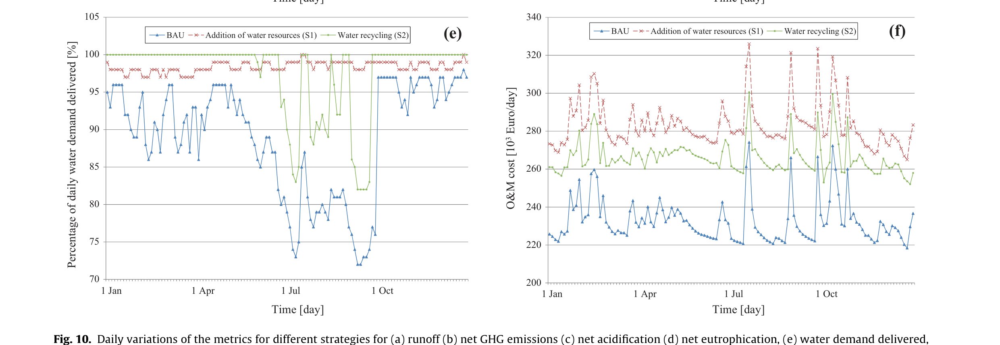 Time [day]
Time [day]
105
100
95
90
85
80
75
70
Percentage of daily water demand delivered [%]
BAU Addition of water resources (S1) Water recycling (S2)
(e)
1 Jan 1 Apr 1 Jul 1 Oct
Time [day]
340
320
300
280
260
240
220
200
O&M cost [10³ Euro/day]
BAU Addition of water resources (S1) Water recycling (S2)
(f)
1 Jan 1 Apr 1 Jul 1 Oct
Time [day]
Fig. 10. Daily variations of the metrics for different strategies for (a) runoff (b) net GHG emissions (c) net acidification (d) net eutrophication, (e) water demand delivered,